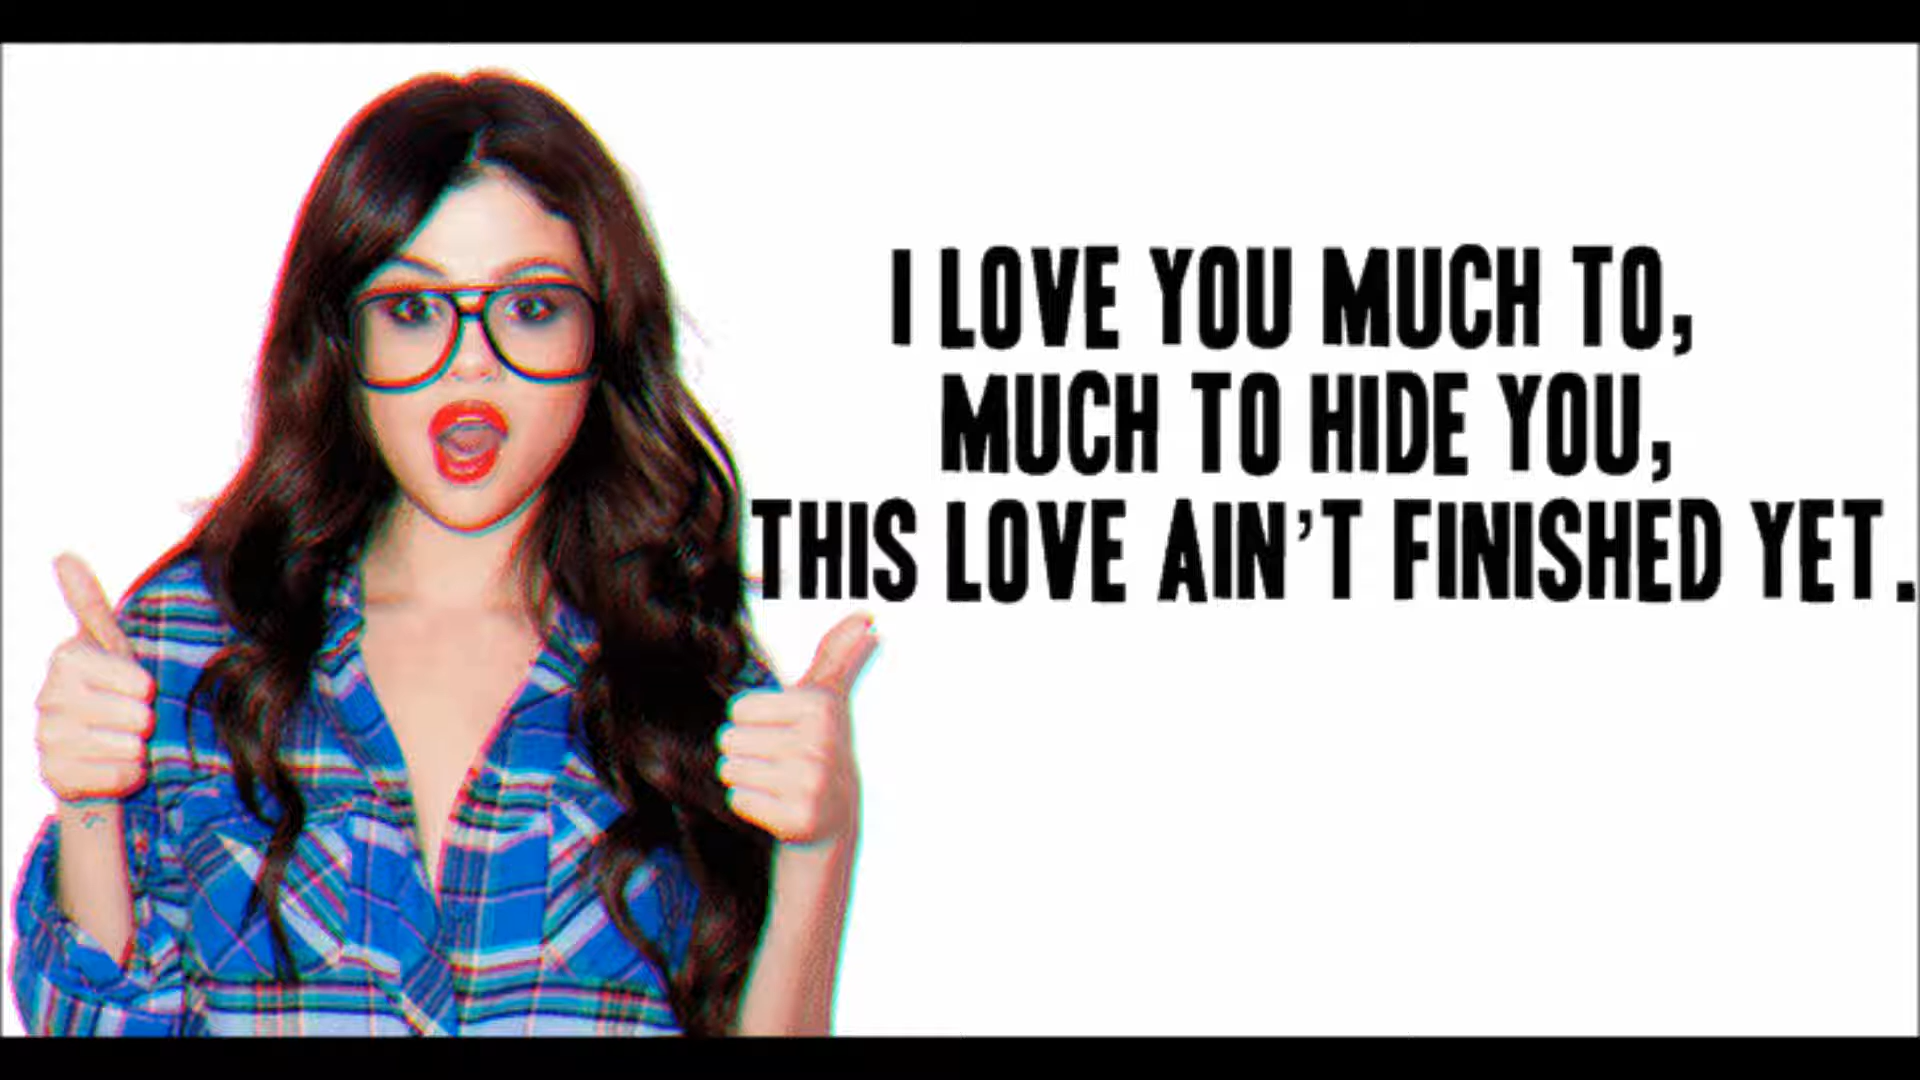 I LOVE YOU MUCH TO,
MUCH TO HIDE YOU,
THIS LOVE AIN'T FINISHED YET.